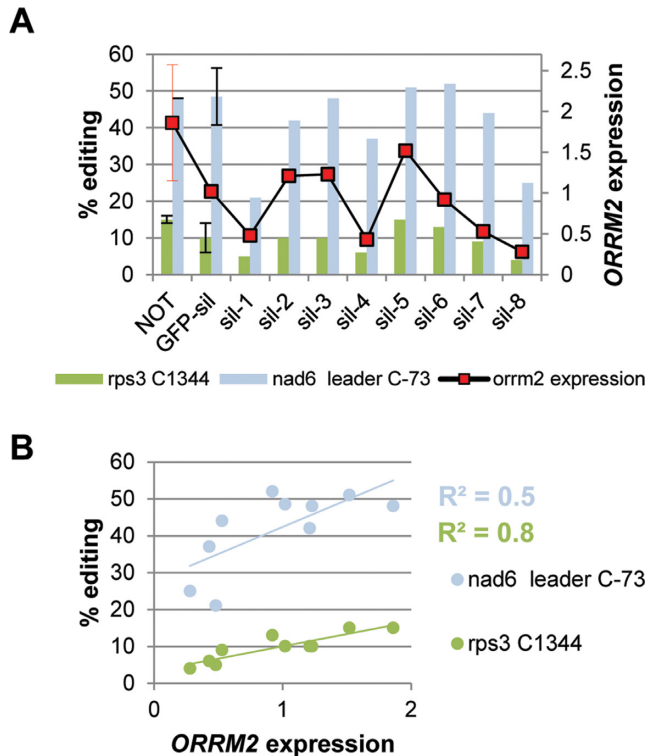 A
60
50
40
30
20
10
0
% editing
2.5
2
1.5
1
0.5
0
ORRM2 expression
NOT
GFP-sil
sil-1
sil-2
sil-3
sil-4
sil-5
sil-6
sil-7
sil-8
rps3 C1344 nad6 leader C-73 orrm2 expression
B
60
50
40
30
20
10
0
% editing
R² = 0.5
R² = 0.8
nad6 leader C-73
rps3 C1344
0 1 2
ORRM2 expression